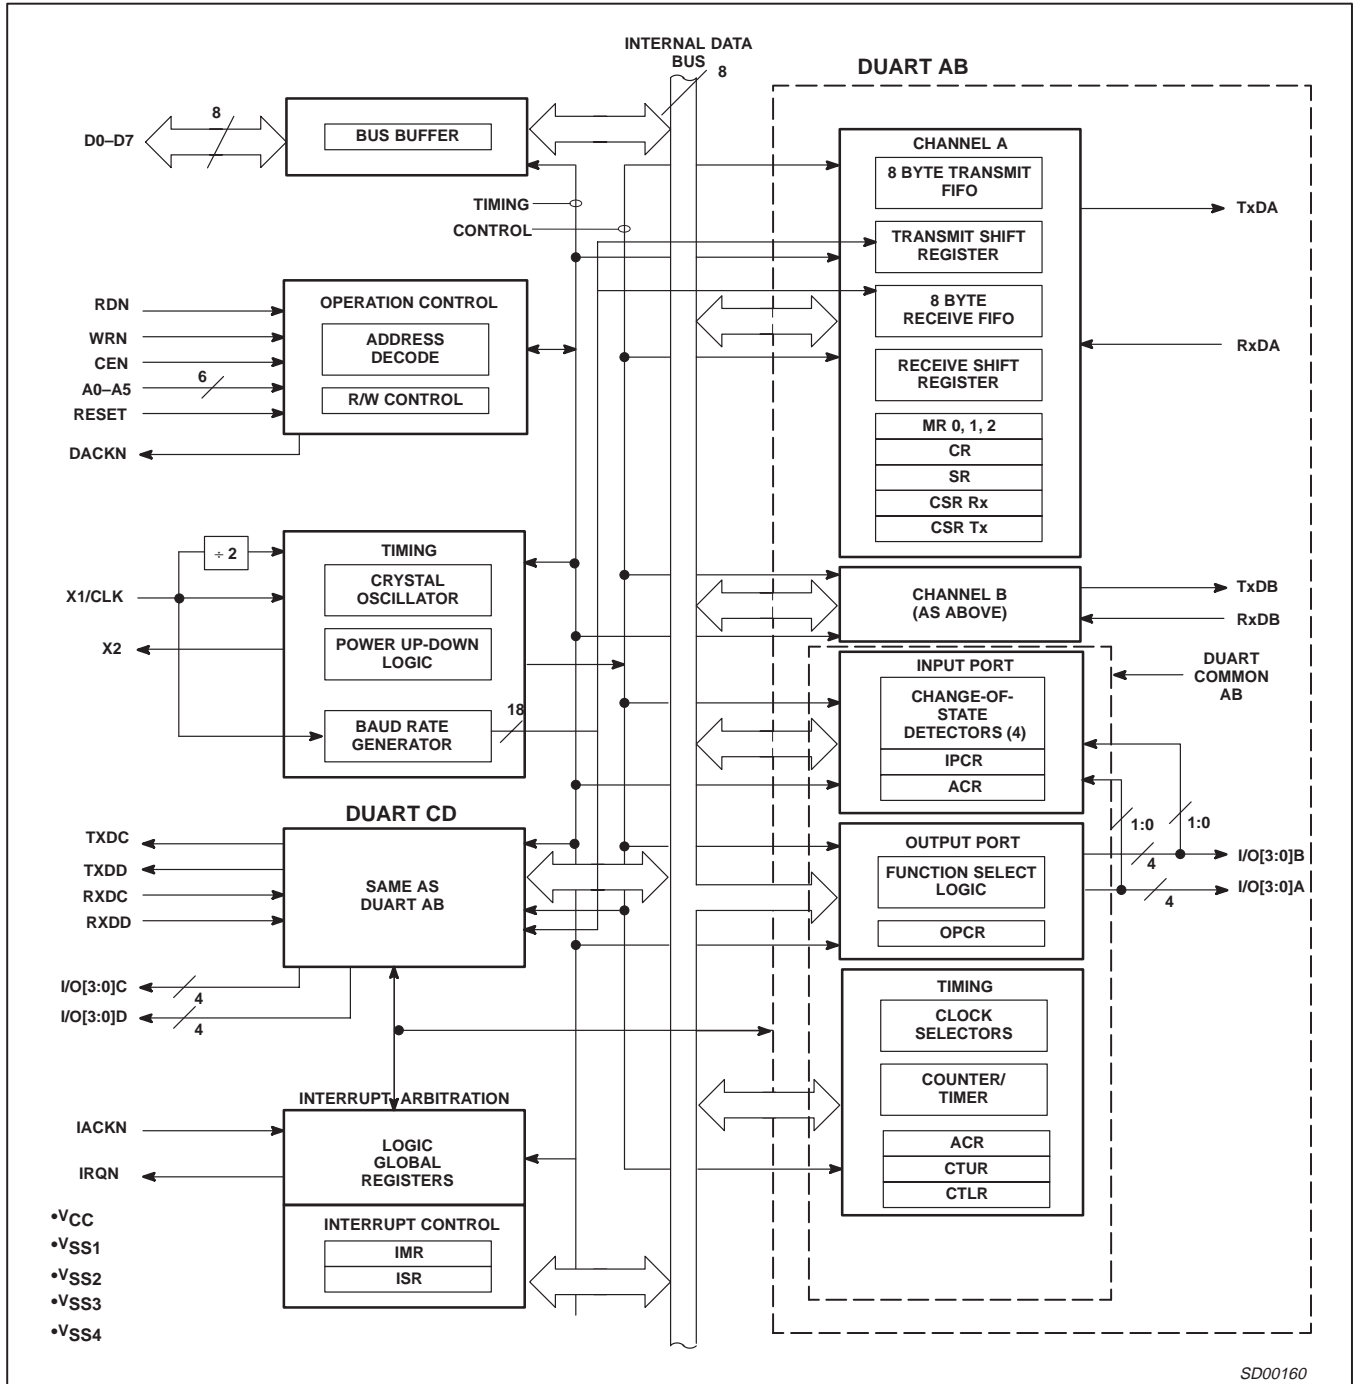 INTERNAL DATA
BUS
8
DUART AB
D0–D7
8
BUS BUFFER
TIMING
CONTROL
CHANNEL A
8 BYTE TRANSMIT
FIFO
TRANSMIT SHIFT
REGISTER
8 BYTE
RECEIVE FIFO
RECEIVE SHIFT
REGISTER
MR 0, 1, 2
CR
SR
CSR Rx
CSR Tx
TxDA
RxDA
RDN
WRN
CEN
A0–A5
6
RESET
DACKN
OPERATION CONTROL
ADDRESS
DECODE
R/W CONTROL
÷ 2
X1/CLK
X2
TIMING
CRYSTAL
OSCILLATOR
POWER UP-DOWN
LOGIC
BAUD RATE
GENERATOR
18
CHANNEL B
(AS ABOVE)
TxDB
RxDB
DUART
COMMON
AB
INPUT PORT
CHANGE-OF-
STATE
DETECTORS (4)
IPCR
ACR
1:0
1:0
DUART CD
TXDC
TXDD
RXDC
RXDD
SAME AS
DUART AB
I/O[3:0]C
4
I/O[3:0]D
4
OUTPUT PORT
FUNCTION SELECT
LOGIC
OPCR
4
I/O[3:0]B
4
I/O[3:0]A
TIMING
CLOCK
SELECTORS
COUNTER/
TIMER
ACR
CTUR
CTLR
INTERRUPT ARBITRATION
IACKN
IRQN
LOGIC
GLOBAL
REGISTERS
INTERRUPT CONTROL
IMR
ISR
•VCC
•VSS1
•VSS2
•VSS3
•VSS4
SD00160